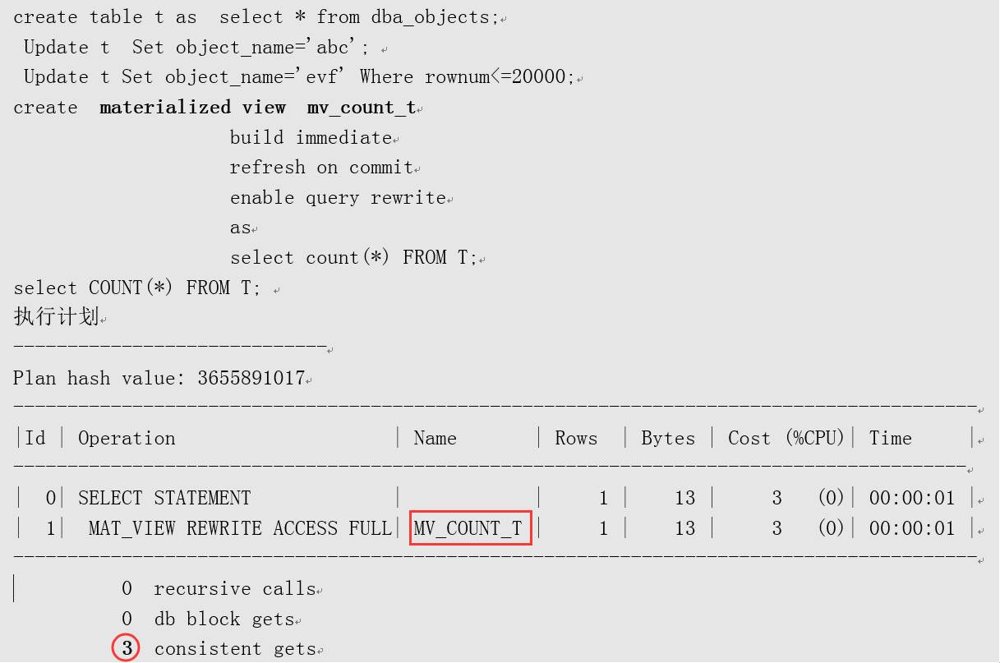 create table t as  select * from dba_objects;
 Update t  Set object_name='abc';
 Update t Set object_name='evf' Where rownum<=20000;
create  materialized view  mv_count_t
                    build immediate
                    refresh on commit
                    enable query rewrite
                    as
                    select count(*) FROM T;
select COUNT(*) FROM T;
执行计划
-----------------------------
Plan hash value: 3655891017
-----------------------------------------------------------------------------------------
|Id | Operation                    | Name       | Rows  | Bytes | Cost (%CPU)| Time     |
----------------------------------------------------------------------------------------
|  0| SELECT STATEMENT             |            |     1 |    13 |     3   (0)| 00:00:01 |
|  1|  MAT_VIEW REWRITE ACCESS FULL| MV_COUNT_T |     1 |    13 |     3   (0)| 00:00:01 |
-----------------------------------------------------------------------------------------
          0  recursive calls
          0  db block gets
          3  consistent gets